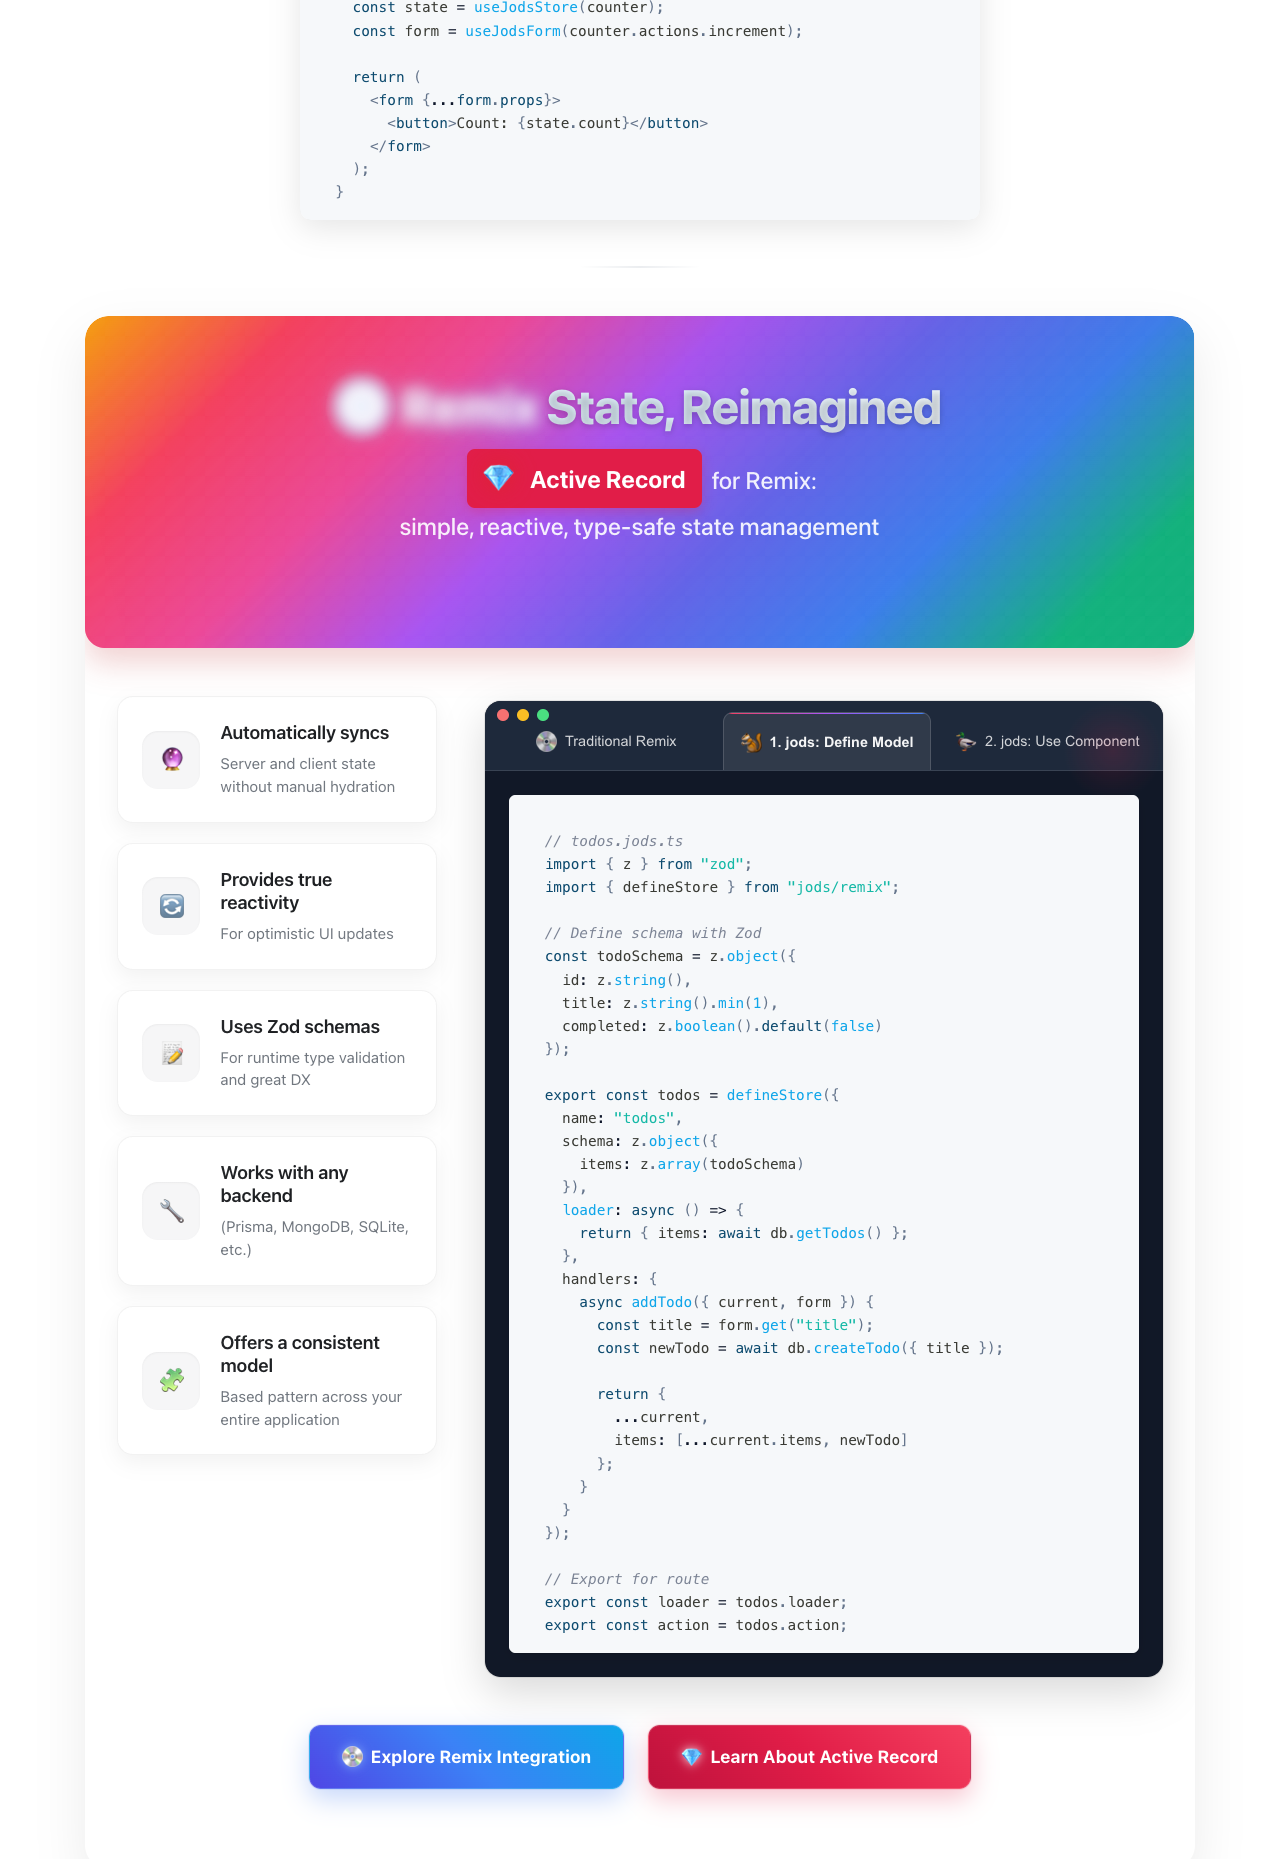 const state = useJodsStore(counter);
const form = useJodsForm(counter.actions.increment);
return (
<form {...form.props}>
<button>Count: {state.count}</button>
</form>
);
}
Remix State, Reimagined
Active Record for Remix:
simple, reactive, type-safe state management
Automatically syncs
Server and client state
without manual hydration
Provides true
reactivity
For optimistic UI updates
Uses Zod schemas
For runtime type validation
and great DX
Works with any
backend
(Prisma, MongoDB, SQLite,
etc.)
Offers a consistent
model
Based pattern across your
entire application
Traditional Remix
1. jods: Define Model
2. jods: Use Component
// todos.jods.ts
import { z } from "zod";
import { defineStore } from "jods/remix";
// Define schema with Zod
const todoSchema = z.object({
id: z.string(),
title: z.string().min(1),
completed: z.boolean().default(false)
});
export const todos = defineStore({
name: "todos",
schema: z.object({
items: z.array(todoSchema)
}),
loader: async () => {
return { items: await db.getTodos() };
},
handlers: {
async addTodo({ current, form }) {
const title = form.get("title");
const newTodo = await db.createTodo({ title });
return {
...current,
items: [...current.items, newTodo]
};
}
}
});
// Export for route
export const loader = todos.loader;
export const action = todos.action;
Explore Remix Integration
Learn About Active Record